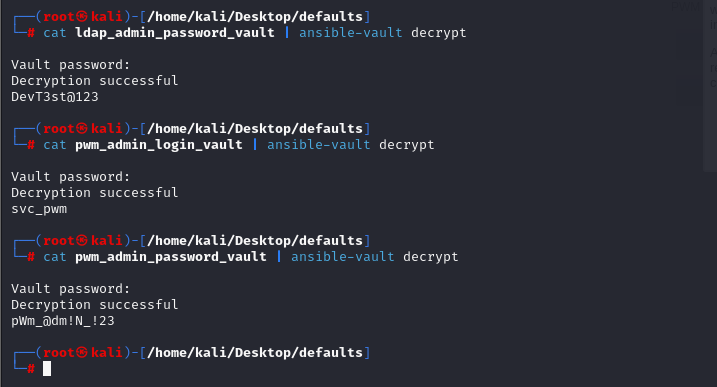 ┌──(root㉿kali)-[/home/kali/Desktop/defaults]
└─# cat ldap_admin_password_vault | ansible-vault decrypt
Vault password:
Decryption successful
DevT3st@123
┌──(root㉿kali)-[/home/kali/Desktop/defaults]
└─# cat pwm_admin_login_vault | ansible-vault decrypt
Vault password:
Decryption successful
svc_pwm
┌──(root㉿kali)-[/home/kali/Desktop/defaults]
└─# cat pwm_admin_password_vault | ansible-vault decrypt
Vault password:
Decryption successful
pWm_@dm!N_!23
┌──(root㉿kali)-[/home/kali/Desktop/defaults]
└─#